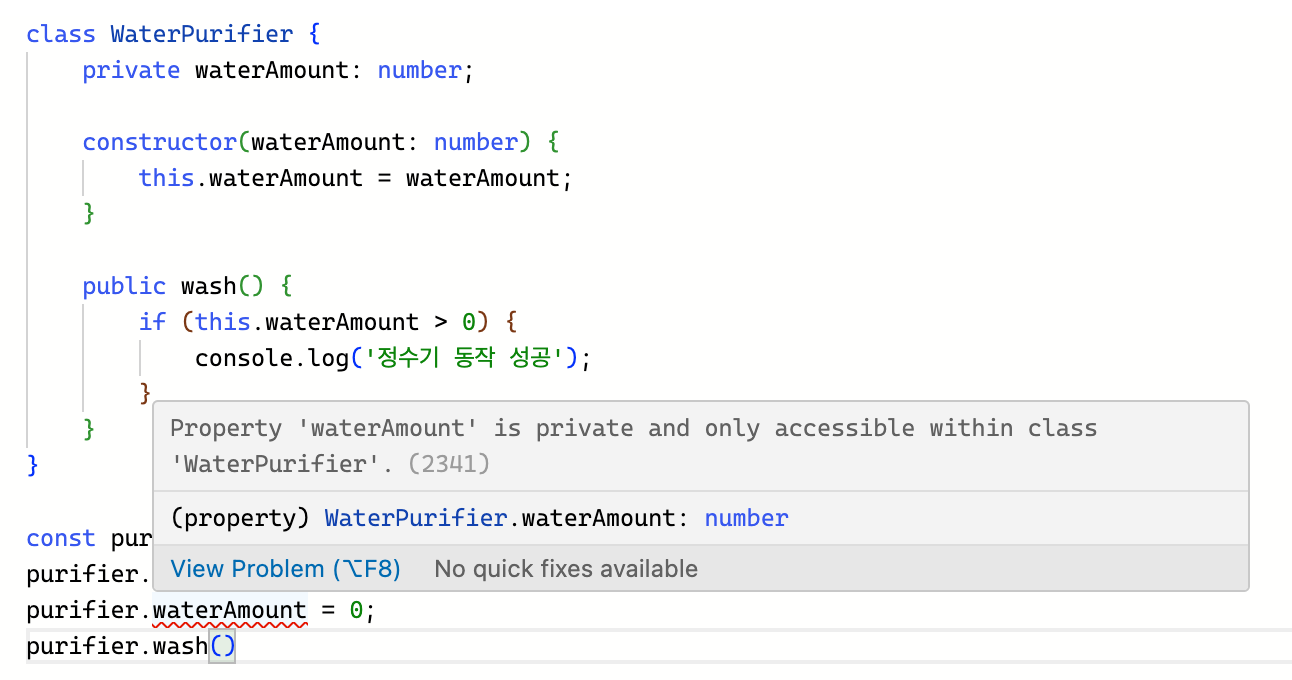 class WaterPurifier {
private waterAmount: number;
constructor(waterAmount: number) {
this.waterAmount = waterAmount;
}
public wash() {
if (this.waterAmount > 0) {
console.log('정수기 동작 성공');
}
}
}
Property 'waterAmount' is private and only accessible within class
'WaterPurifier'. (2341)
(property) WaterPurifier.waterAmount: number
View Problem (⌥F8) No quick fixes available
const pur
purifier.
purifier.waterAmount = 0;
purifier.wash()